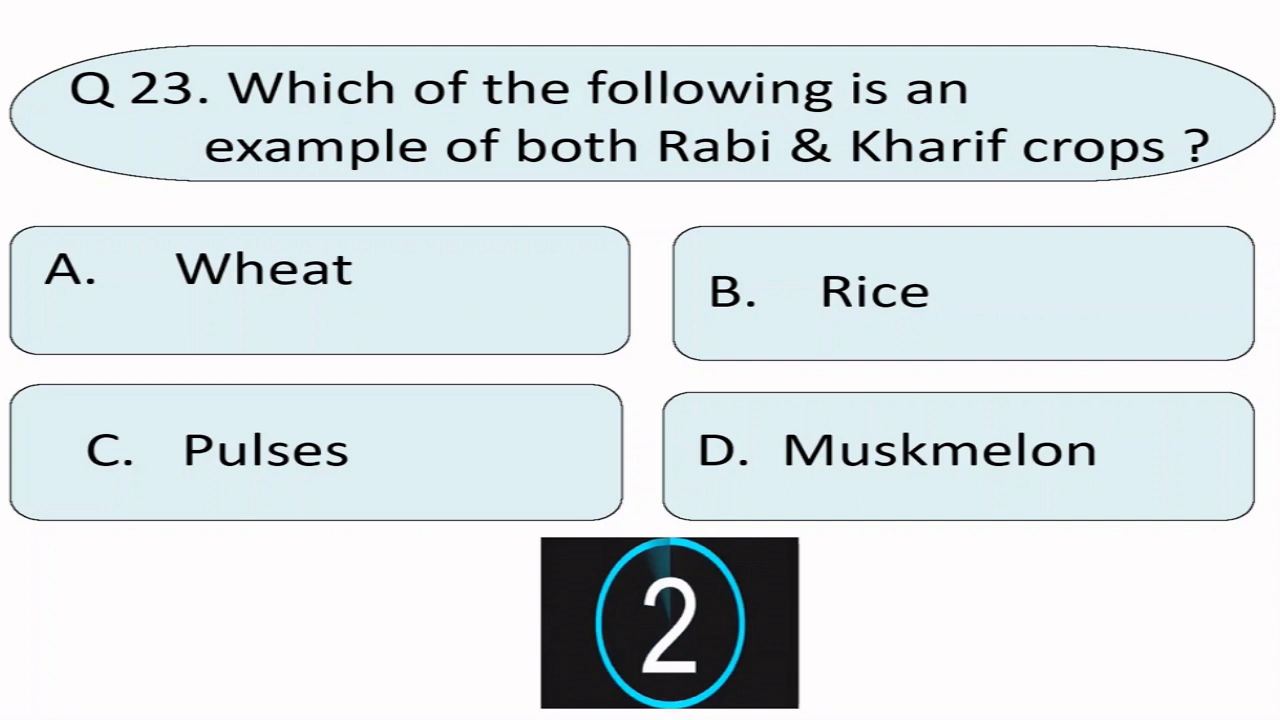 Q 23. Which of the following is an
example of both Rabi & Kharif crops ?
A. Wheat
B. Rice
C. Pulses
D. Muskmelon
2